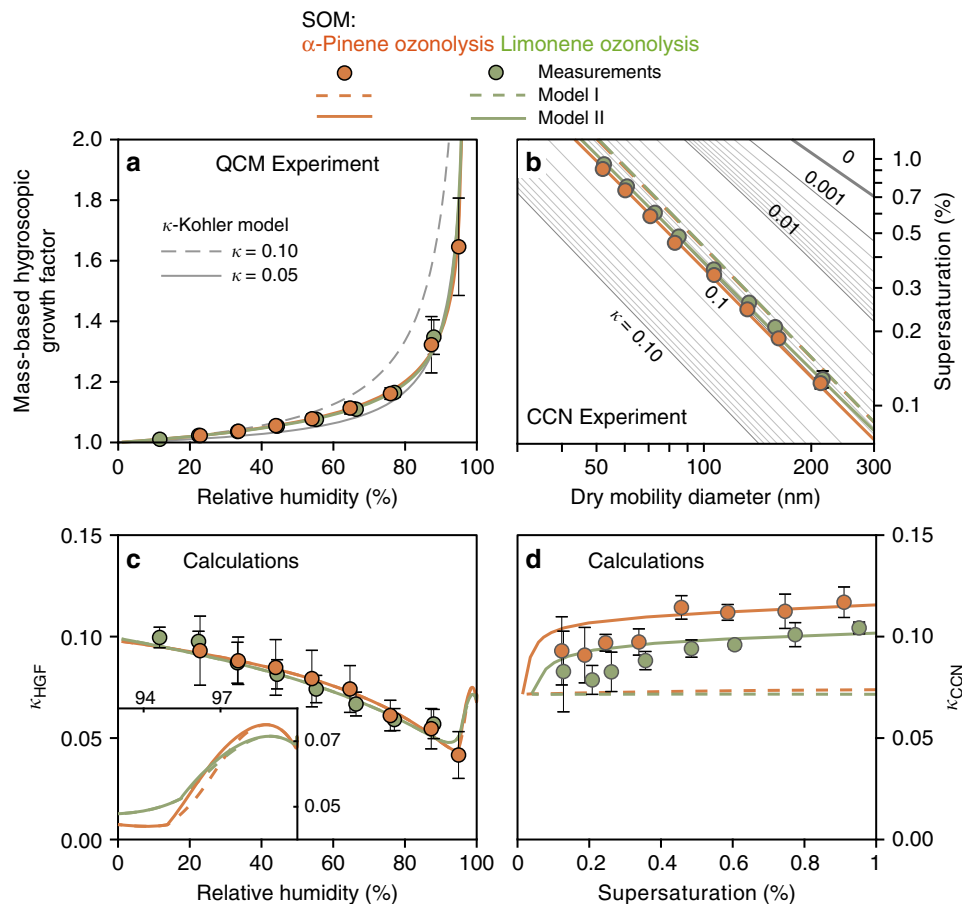 SOM:
α-Pinene ozonolysis Limonene ozonolysis
Measurements
Model I
Model II
a
QCM Experiment
κ-Kohler model
κ = 0.10
κ = 0.05
Mass-based hygroscopic
growth factor
2.0
1.8
1.6
1.4
1.2
1.0
0
20
40
60
80
100
Relative humidity (%)
b
0
0.001
0.01
0.1
κ = 0.10
CCN Experiment
1.0
0.7
0.5
0.3
0.2
0.1
Supersaturation (%)
50
100
200
300
Dry mobility diameter (nm)
c
Calculations
κHGF
0.15
0.10
0.05
0.00
94
97
0.07
0.05
0
20
40
60
80
100
Relative humidity (%)
d
Calculations
0.15
0.10
0.05
0.00
κCCN
0
0.2
0.4
0.6
0.8
1
Supersaturation (%)